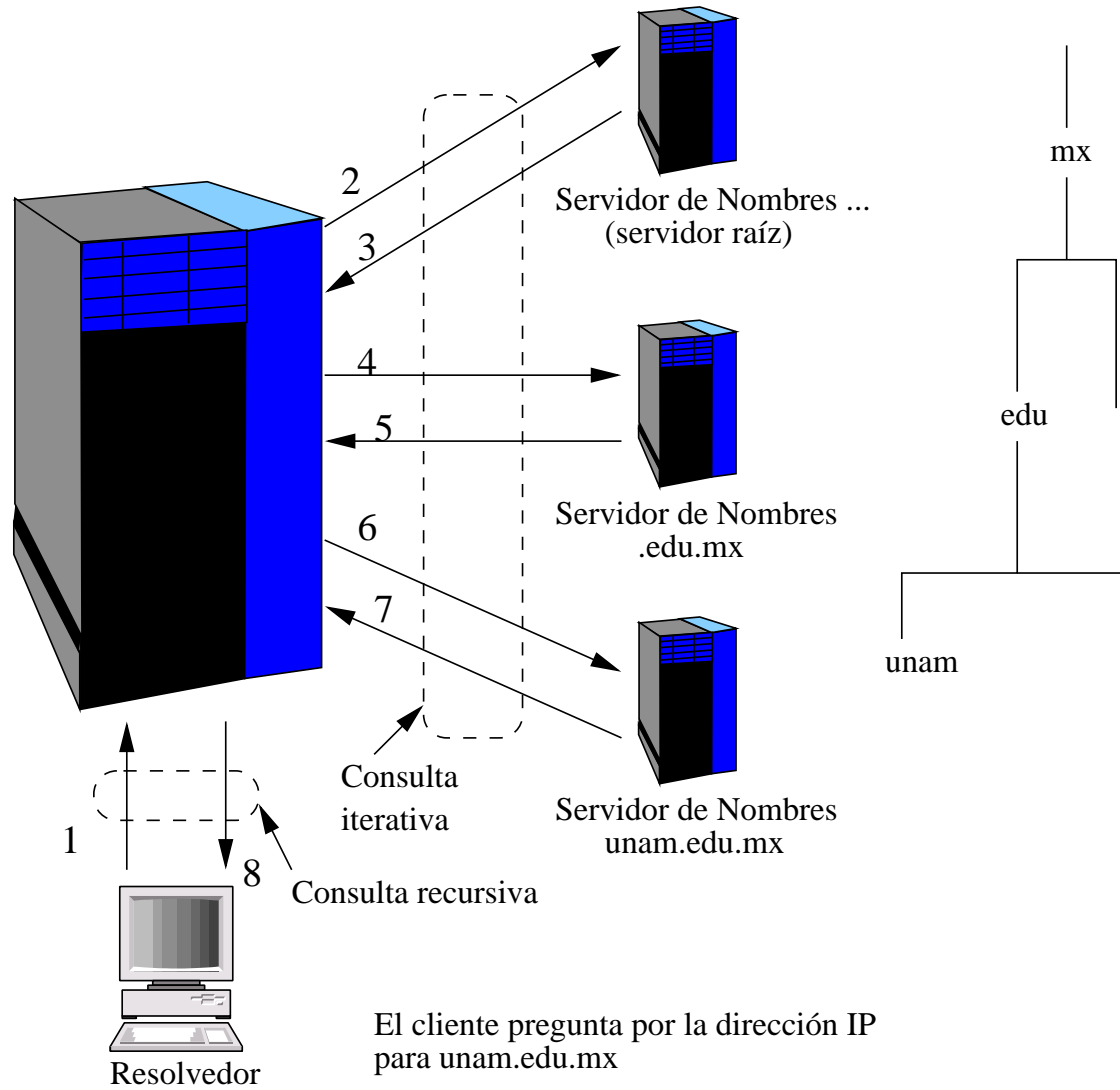 2
3
Servidor de Nombres ...
(servidor raíz)
mx
4
5
Servidor de Nombres
.edu.mx
edu
6
7
unam
Servidor de Nombres
unam.edu.mx
Consulta
iterativa
1
8
Consulta recursiva
Resolvedor
El cliente pregunta por la dirección IP
para unam.edu.mx